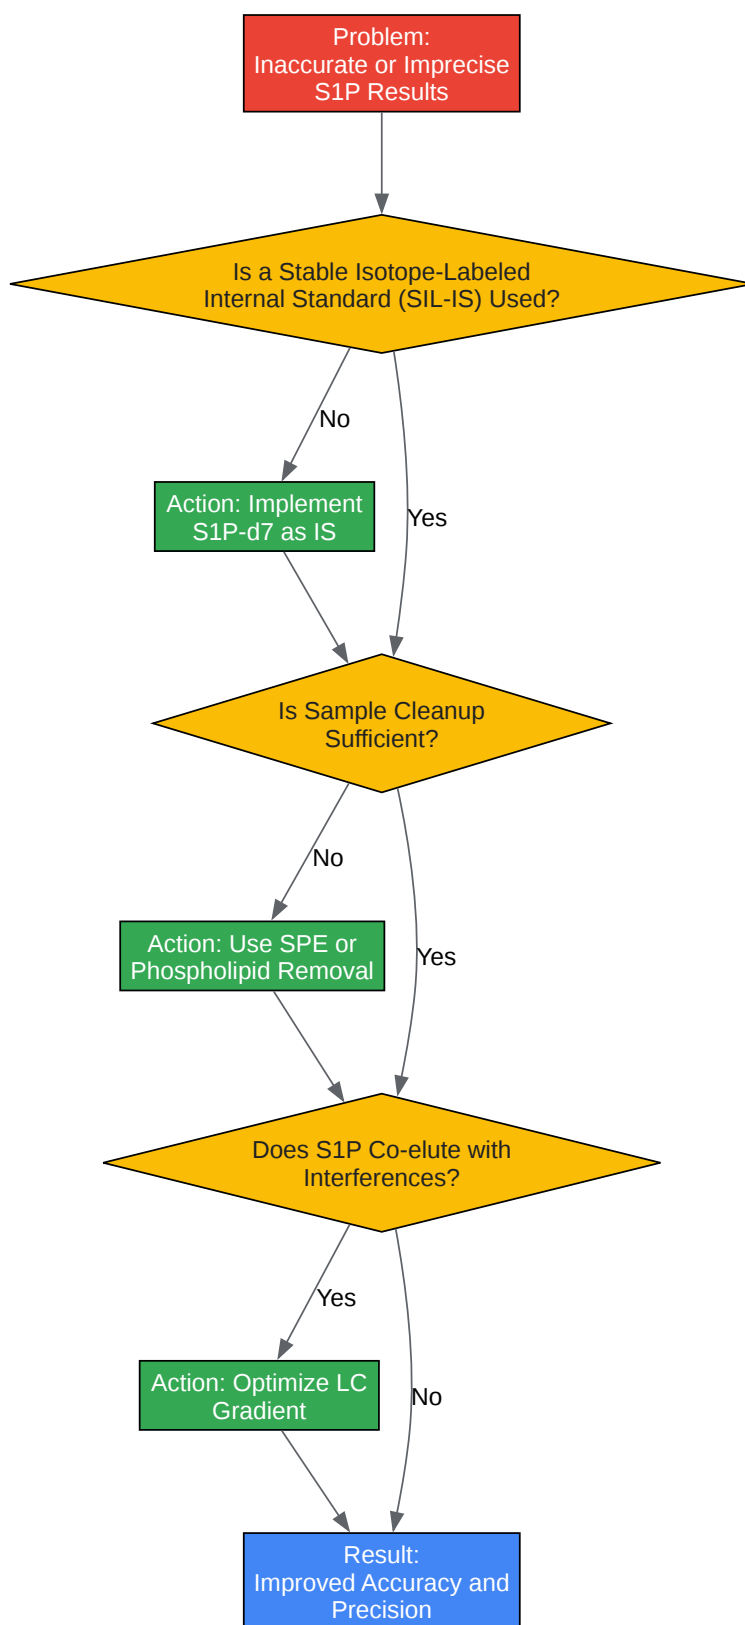 Problem:
Inaccurate or Imprecise
S1P Results
Is a Stable Isotope-Labeled
Internal Standard (SIL-IS) Used?
No
Action: Implement
S1P-d7 as IS
Yes
Is Sample Cleanup
Sufficient?
No
Action: Use SPE or
Phospholipid Removal
Yes
Does S1P Co-elute with
Interferences?
Yes
Action: Optimize LC
Gradient
No
Result:
Improved Accuracy and
Precision